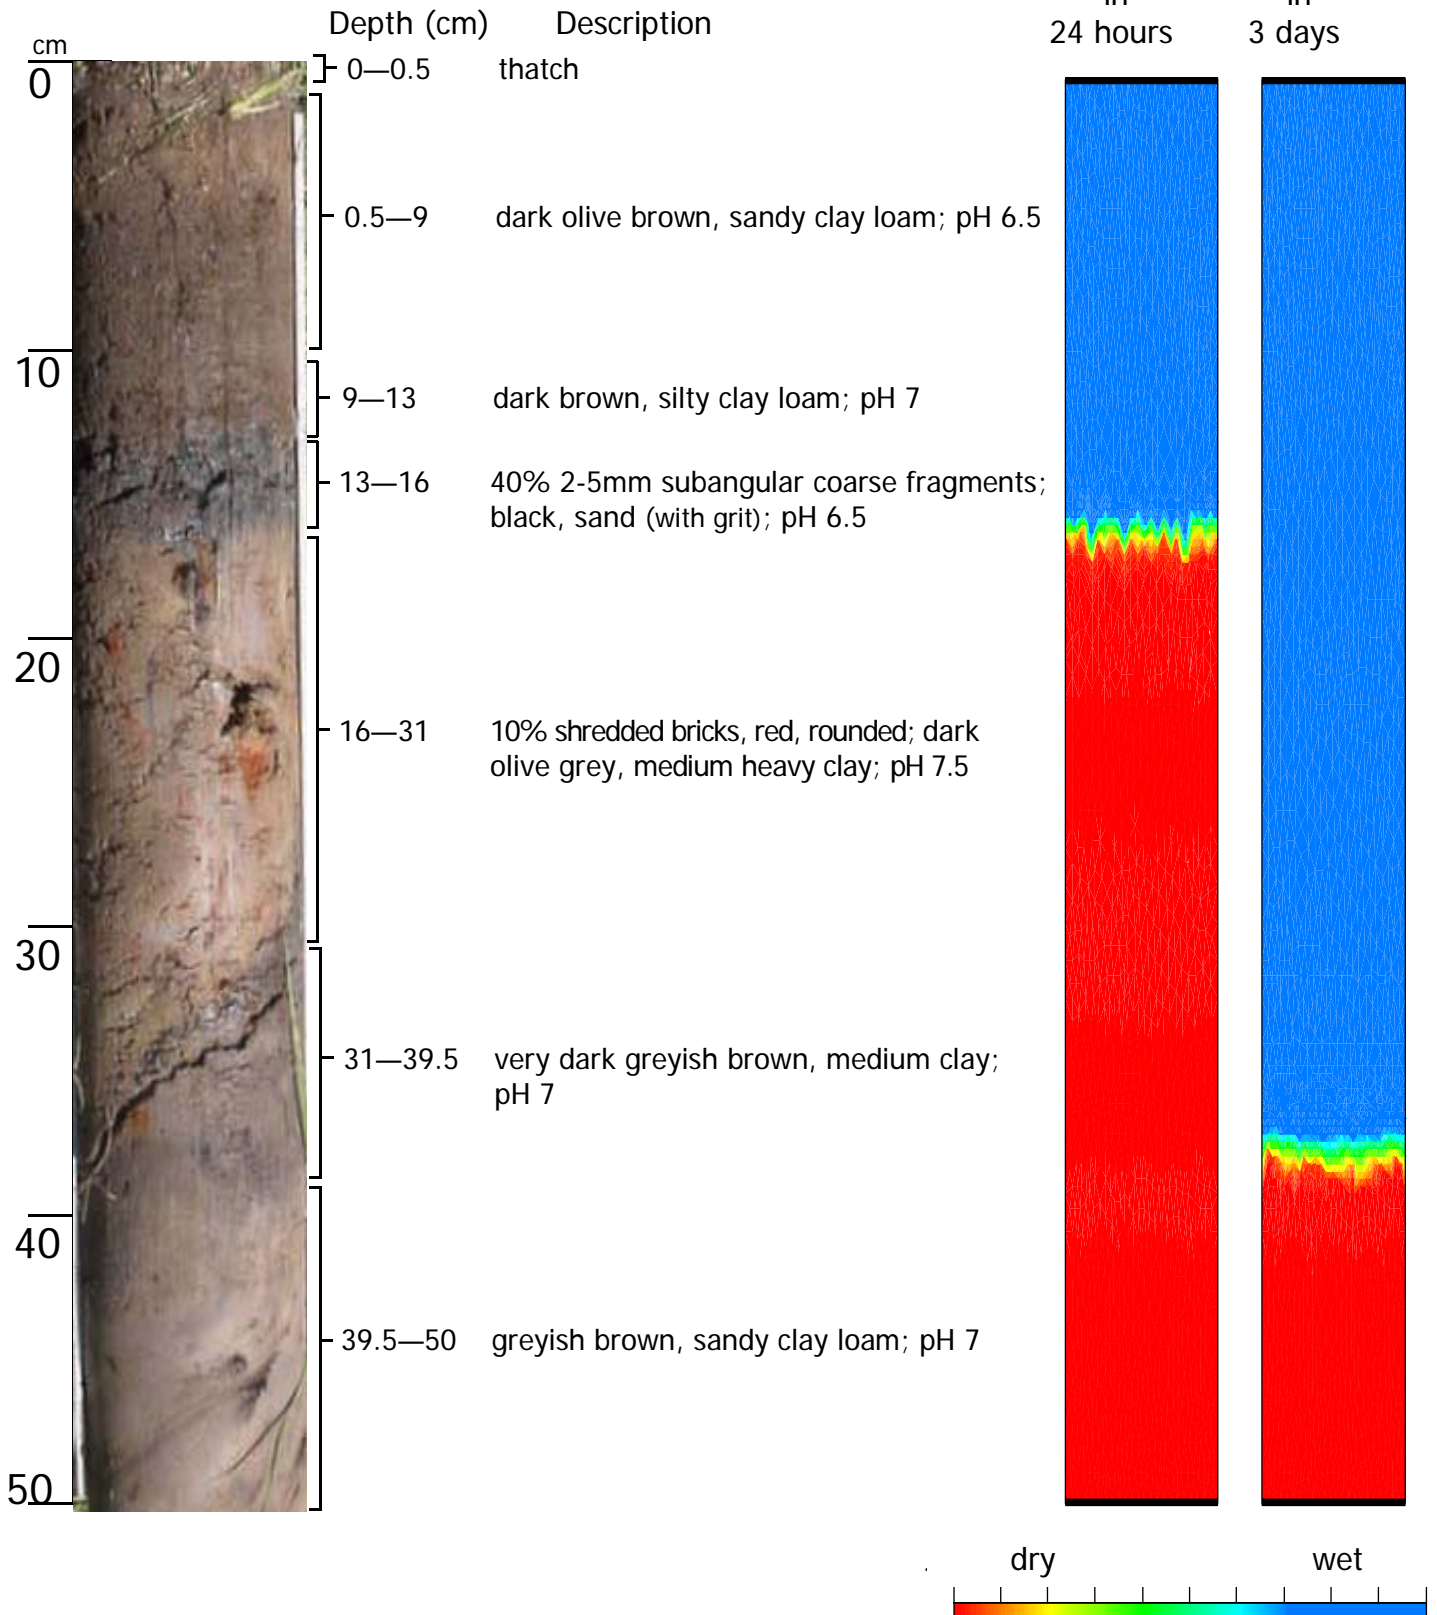 in in
Depth (cm) Description 24 hours 3 days
cm
0
0—0.5 thatch
0.5—9 dark olive brown, sandy clay loam; pH 6.5
10
9—13 dark brown, silty clay loam; pH 7
13—16 40% 2-5mm subangular coarse fragments;
black, sand (with grit); pH 6.5
20
16—31 10% shredded bricks, red, rounded; dark
olive grey, medium heavy clay; pH 7.5
30
31—39.5 very dark greyish brown, medium clay;
pH 7
40
39.5—50 greyish brown, sandy clay loam; pH 7
50
dry wet